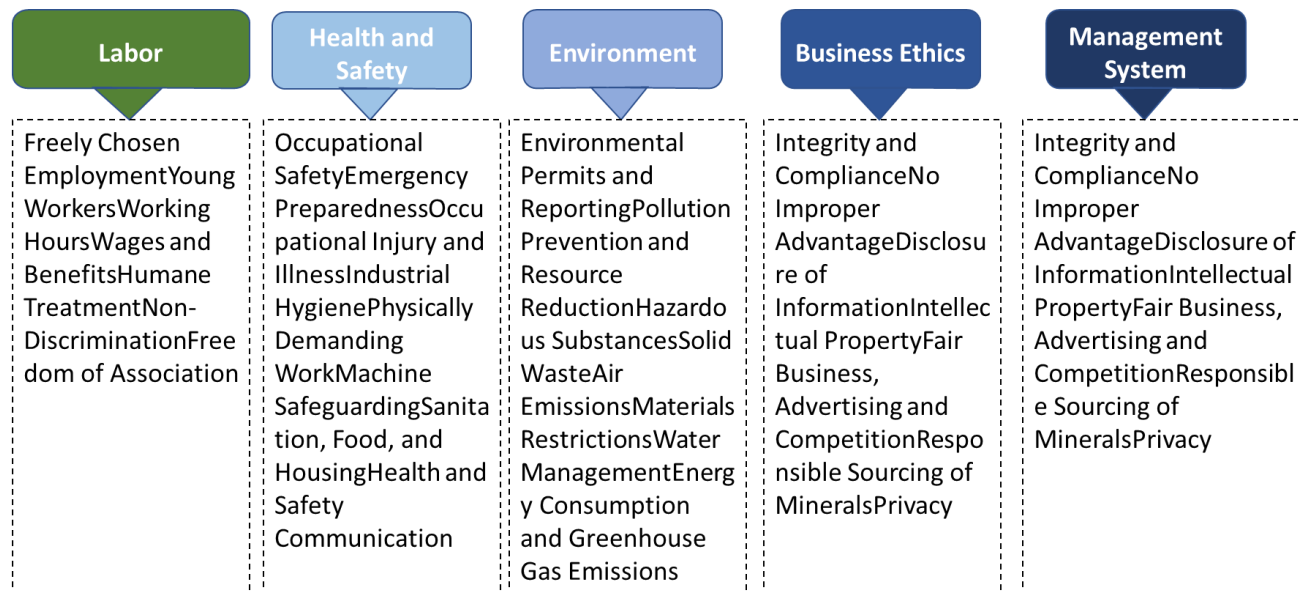 Labor
Freely Chosen
EmploymentYoung
WorkersWorking
HoursWages and
BenefitsHumane
TreatmentNon-
DiscriminationFree
dom of Association
Health and
Safety
Occupational
SafetyEmergency
PreparednessOccu
pational Injury and
IllnessIndustrial
HygienePhysically
Demanding
WorkMachine
SafeguardingSanita
tion, Food, and
HousingHealth and
Safety
Communication
Environment
Environmental
Permits and
ReportingPollution
Prevention and
Resource
ReductionHazardo
us SubstancesSolid
WasteAir
EmissionsMaterials
RestrictionsWater
ManagementEnerg
y Consumption
and Greenhouse
Gas Emissions
Business Ethics
Integrity and
ComplianceNo
Improper
AdvantageDisclosu
re of
InformationIntellec
tual PropertyFair
Business,
Advertising and
CompetitionRespo
nsible Sourcing of
MineralsPrivacy
Management
System
Integrity and
ComplianceNo
Improper
AdvantageDisclosure of
InformationIntellectual
PropertyFair Business,
Advertising and
CompetitionResponsibl
e Sourcing of
MineralsPrivacy